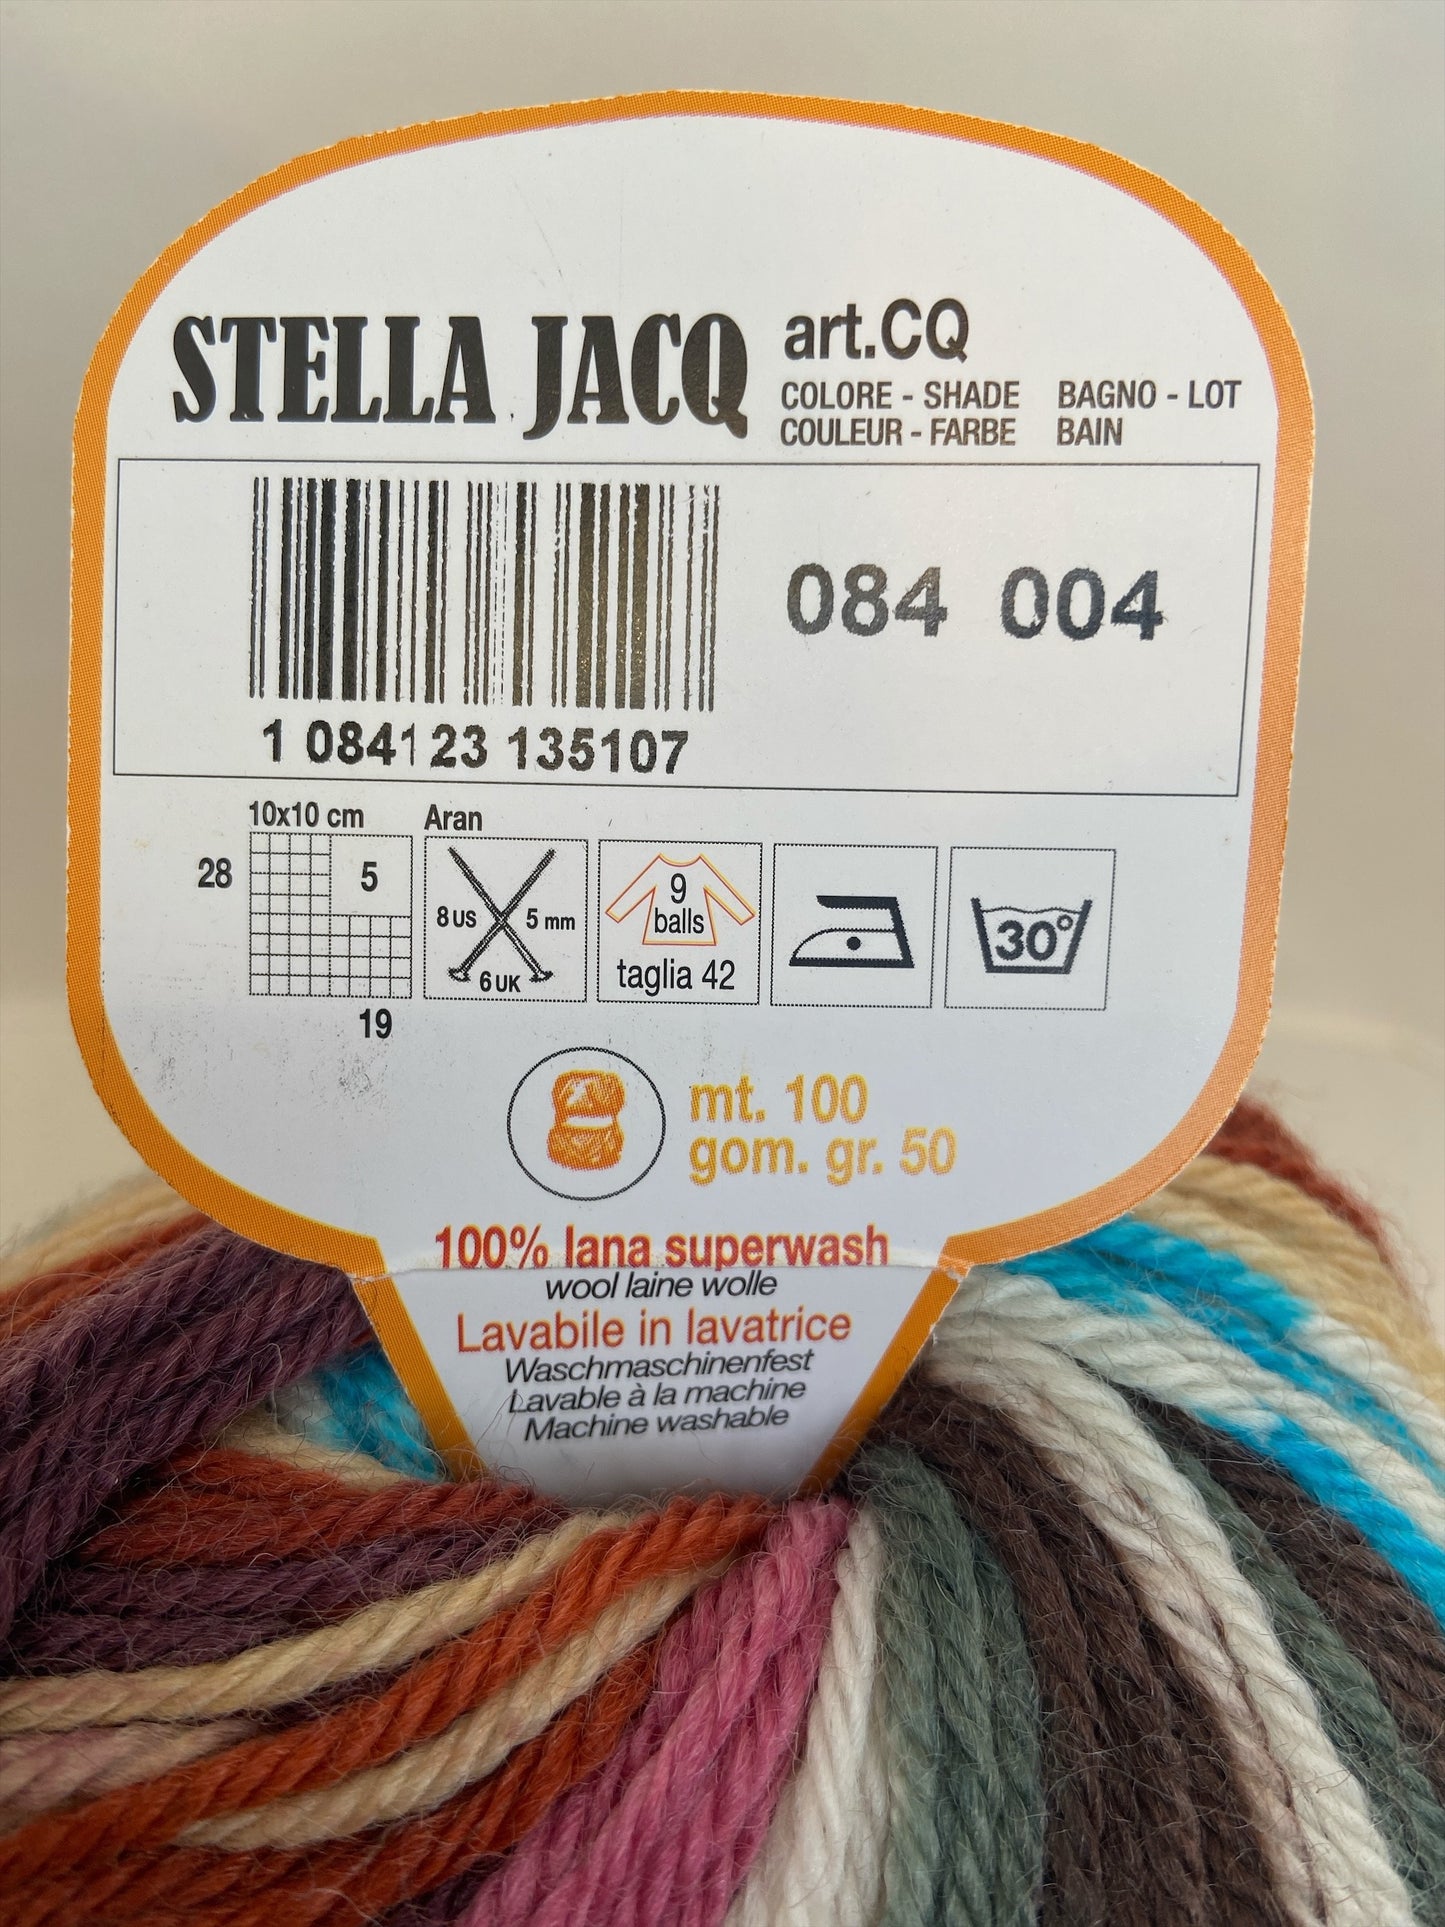 STELLA JACQ art.CQ
COLORE - SHADE BAGNO - LOT
COULEUR - FARBE BAIN
084 004
1 084123 135107
10x10 cm Aran
28 5
8 US 5 mm
6 UK
19
9
balls
taglia 42
30°
mt. 100
gom. gr. 50
100% lana superwash
wool laine wolle
Lavabile in lavatrice
Waschmaschinenfest
Lavable à la machine
Machine washable